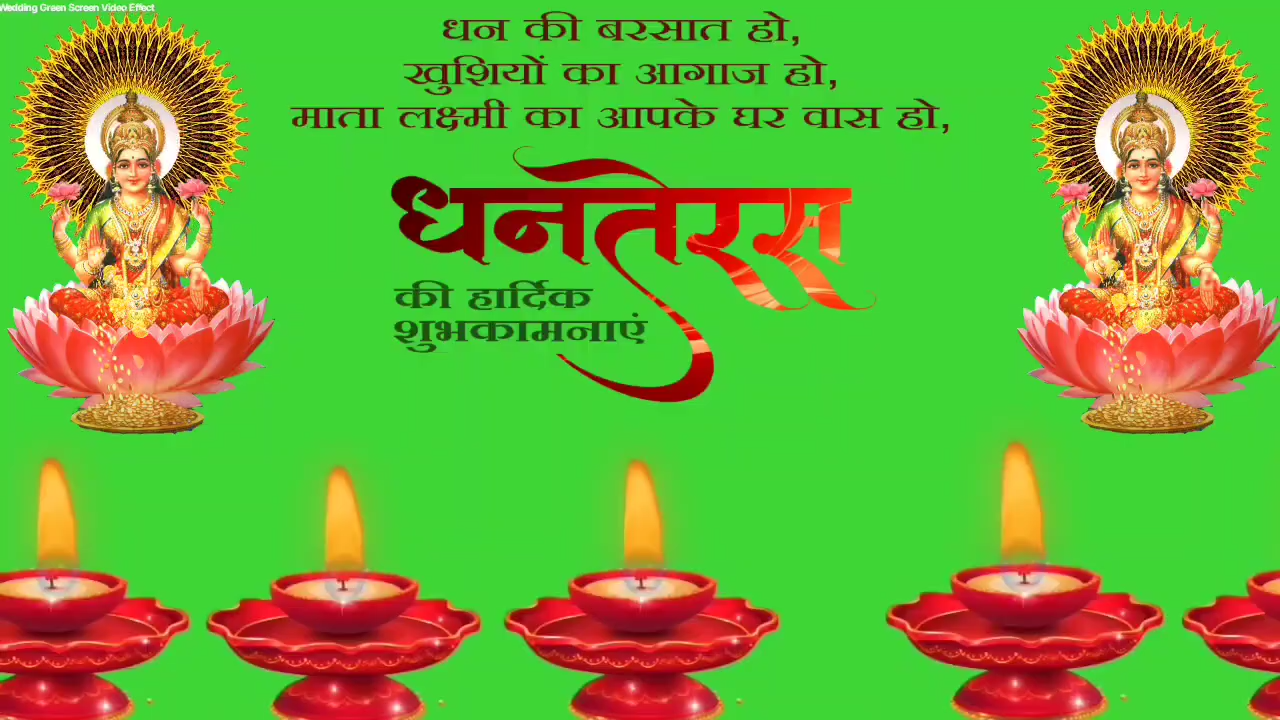 Wedding Green Screen Video Effect
धन की बरसात हो,
खुशियों का आगाज हो,
माता लक्ष्मी का आपके घर वास हो,
धनतेरस
की हार्दिक
शुभकामनाएं